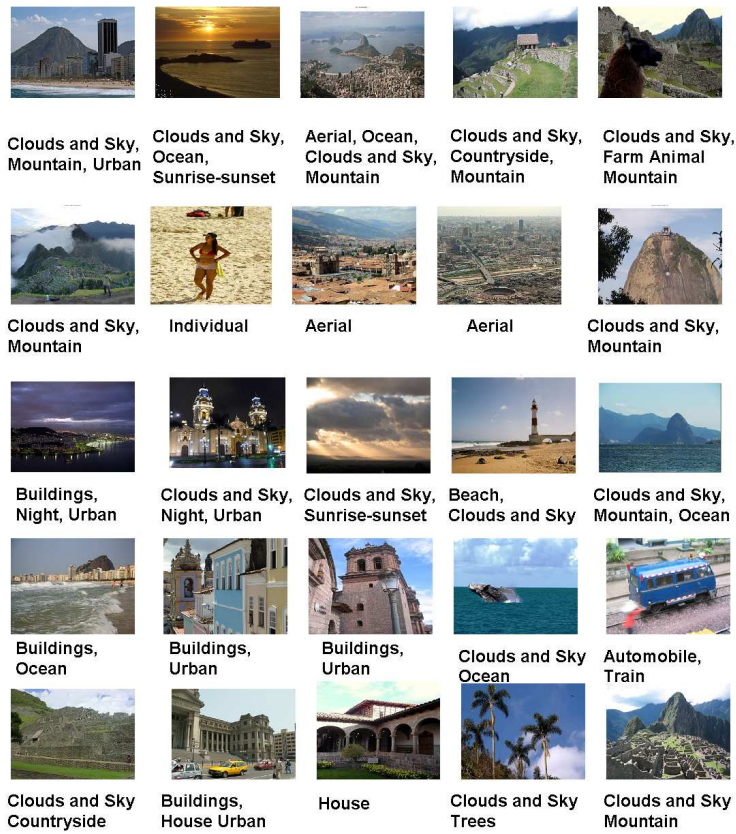 Clouds and Sky,
Mountain, Urban
Clouds and Sky,
Ocean,
Sunrise-sunset
Aerial, Ocean,
Clouds and Sky,
Mountain
Clouds and Sky,
Countryside,
Mountain
Clouds and Sky,
Farm Animal
Mountain
Clouds and Sky,
Mountain
Individual
Aerial
Aerial
Clouds and Sky,
Mountain
Buildings,
Night, Urban
Clouds and Sky,
Night, Urban
Clouds and Sky,
Sunrise-sunset
Beach,
Clouds and Sky
Clouds and Sky,
Mountain, Ocean
Buildings,
Ocean
Buildings,
Urban
Buildings,
Urban
Clouds and Sky
Ocean
Automobile,
Train
Clouds and Sky
Countryside
Buildings,
House Urban
House
Clouds and Sky
Trees
Clouds and Sky
Mountain